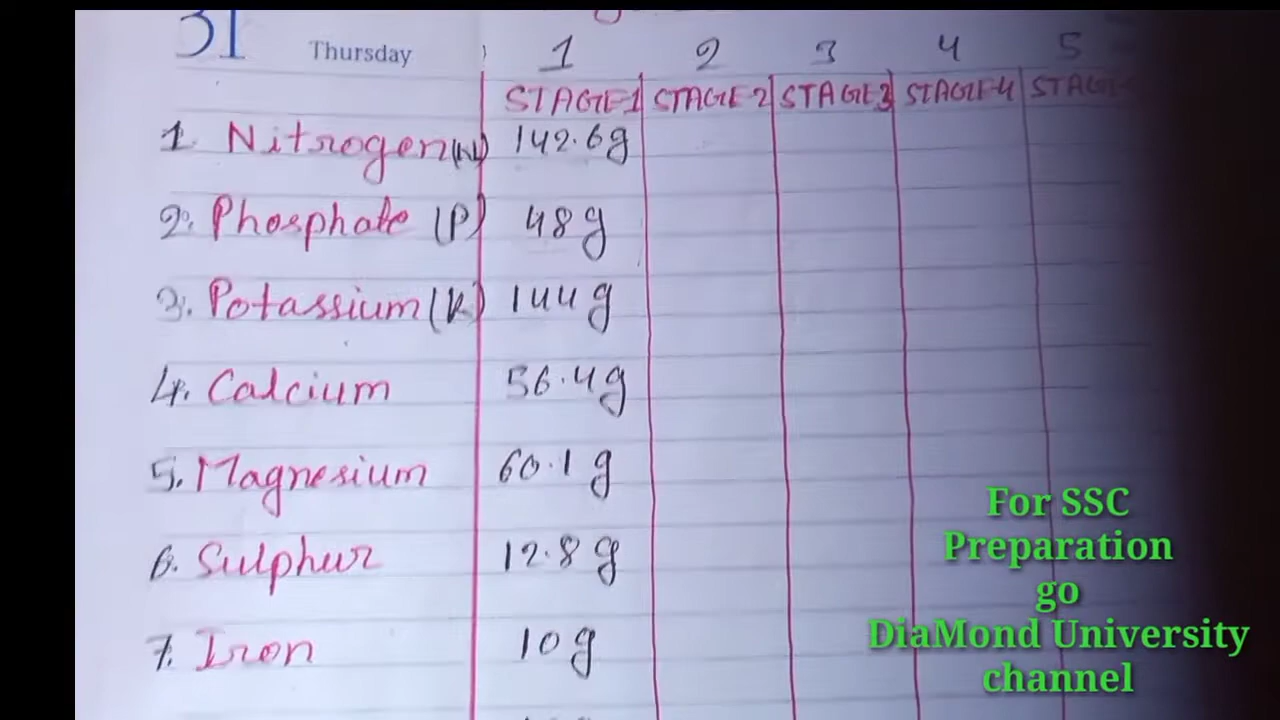 31 Thursday 1 2 3 4 5
STAGE-1 STAGE-2 STAGE 3 STAGE-4 STAGE
1. Nitrogen(N) 142.6g
2. Phosphate (P) 48g
3. Potassium(K) 144g
4. Calcium 56.4g
5. Magnesium 60.1g
6. Sulphur 12.8g
7. Iron 10g
For SSC
Preparation
go
DiaMond University
channel